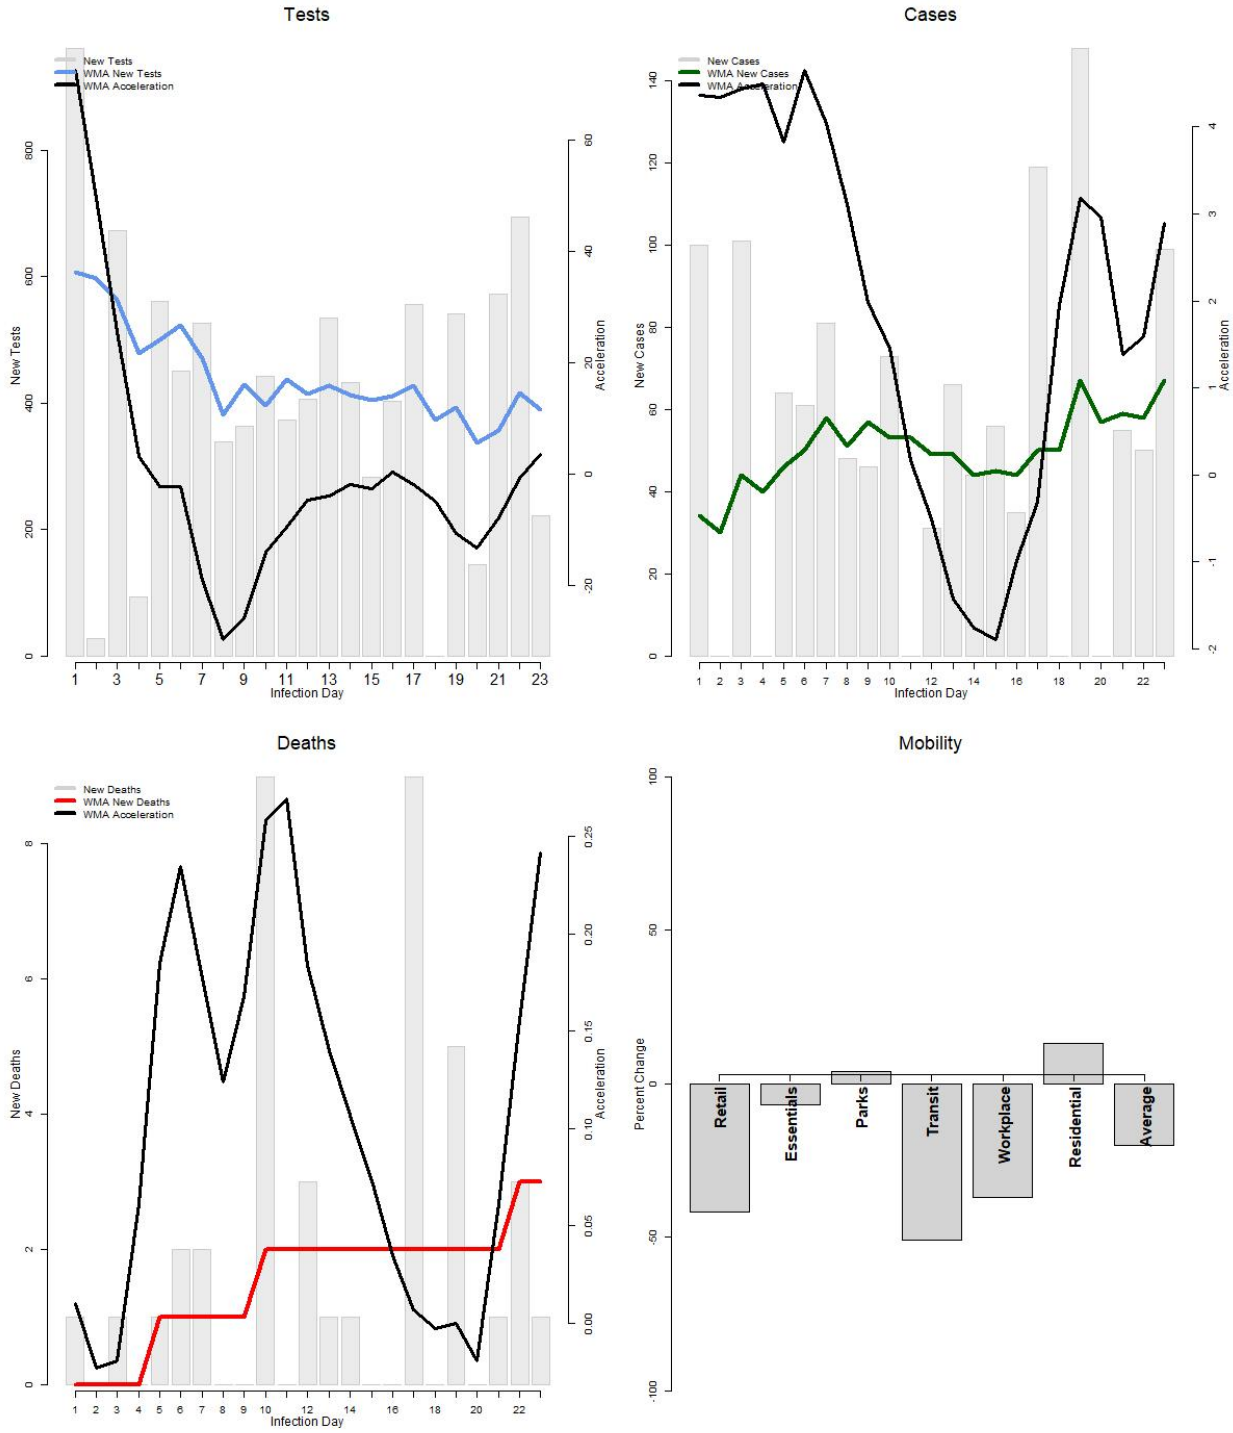 Tests
New Tests
WMA New Tests
WMA Acceleration
New Tests
0
200
400
600
800
Acceleration
-20
0
20
40
60
1 3 5 7 9 11 13 15 17 19 21 23
Infection Day
Cases
New Cases
WMA New Cases
WMA Acceleration
New Cases
0
20
40
60
80
100
120
140
Acceleration
-2
-1
0
1
2
3
4
1 2 3 4 5 6 7 8 9 10 12 14 16 18 20 22
Infection Day
Deaths
New Deaths
WMA New Deaths
WMA Acceleration
New Deaths
0
2
4
6
8
Acceleration
0.00
0.05
0.10
0.15
0.20
0.25
1 2 3 4 5 6 7 8 9 10 12 14 16 18 20 22
Infection Day
Mobility
Percent Change
-100
-50
0
50
100
Retail
Essentials
Parks
Transit
Workplace
Residential
Average